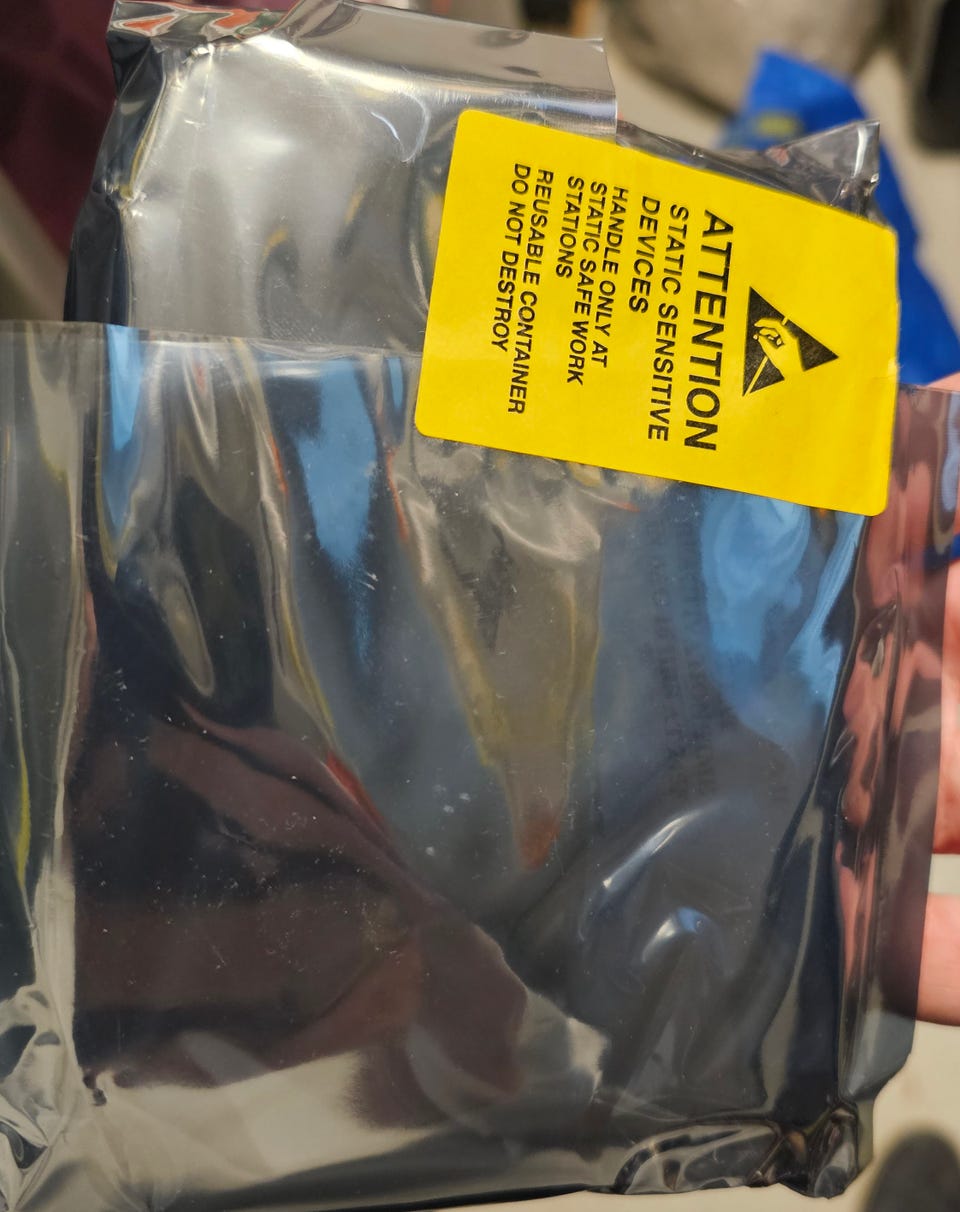 ATTENTION
STATIC SENSITIVE
DEVICES
HANDLE ONLY AT
STATIC SAFE WORK
STATIONS
REUSABLE CONTAINER
DO NOT DESTROY